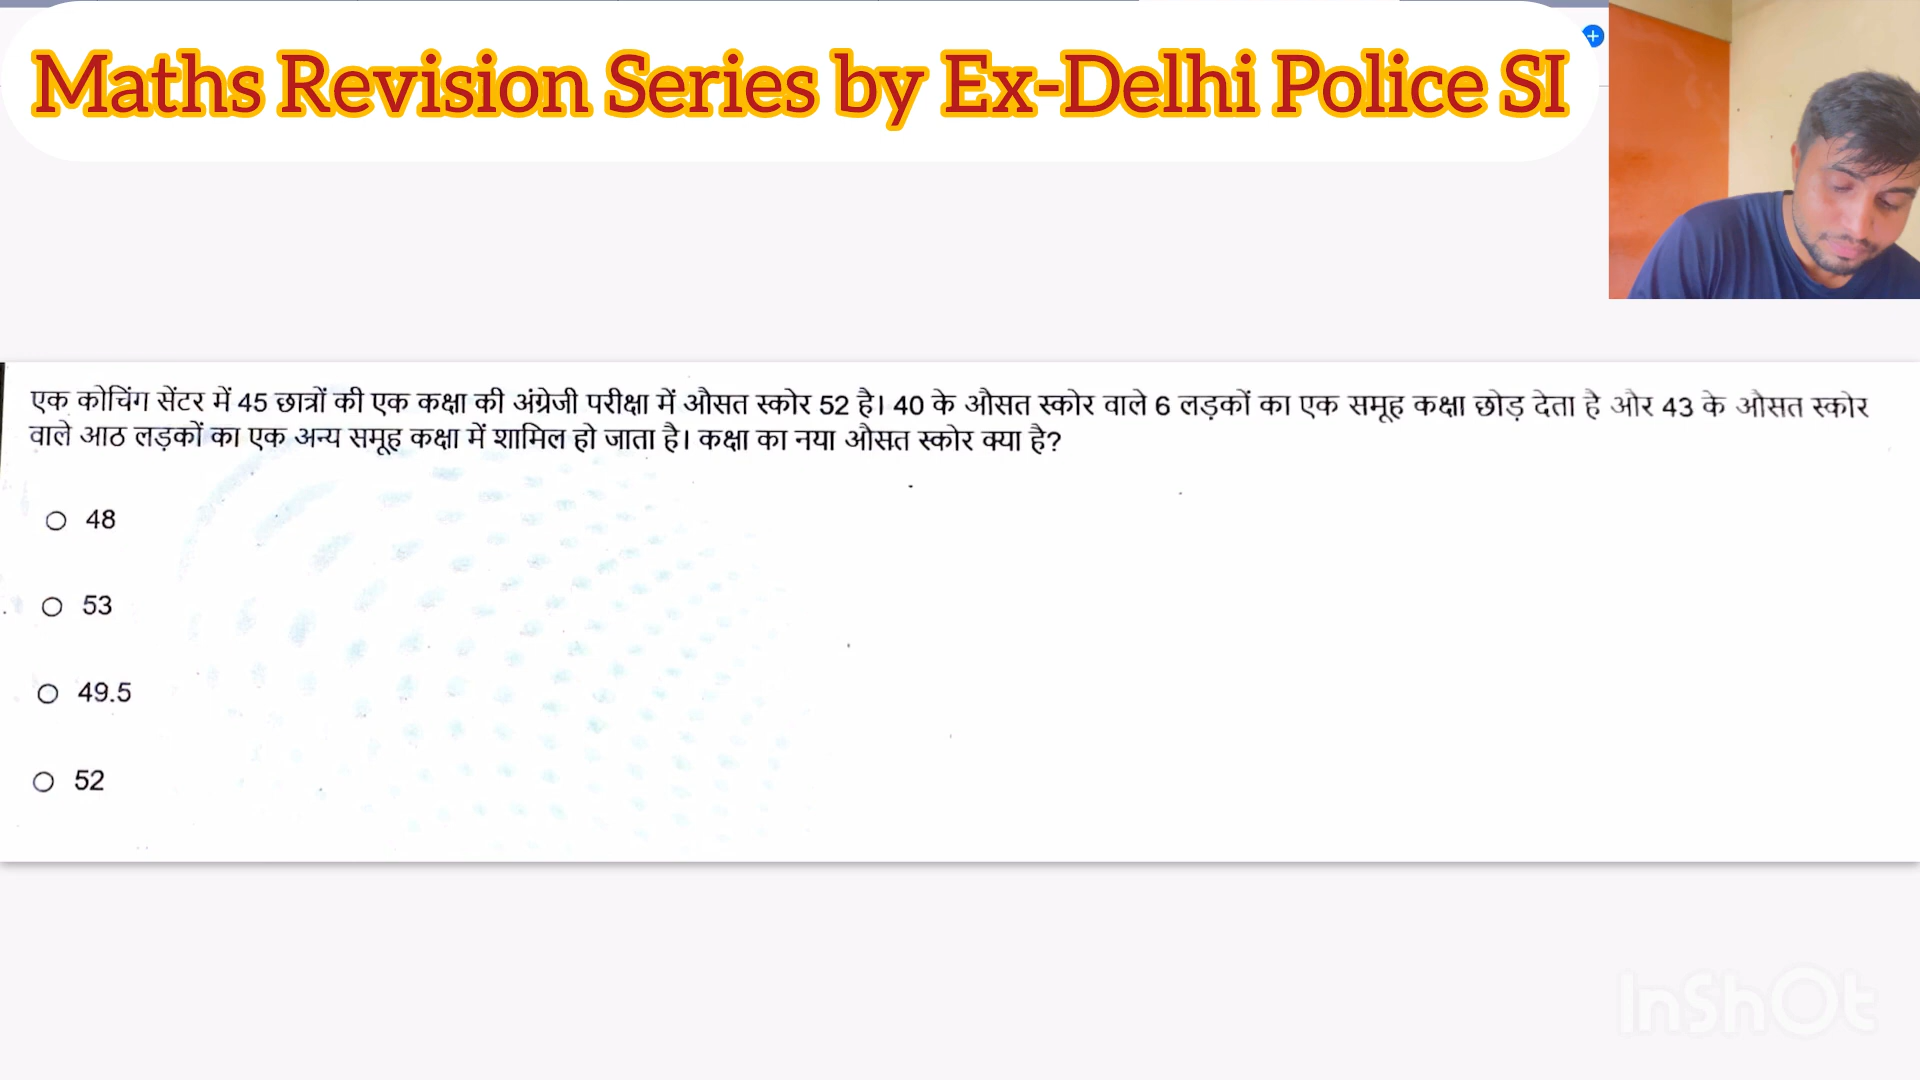 Maths Revision Series by Ex-Delhi Police SI
एक कोचिंग सेंटर में 45 छात्रों की एक कक्षा की अंग्रेजी परीक्षा में औसत स्कोर 52 है। 40 के औसत स्कोर वाले 6 लड़कों का एक समूह कक्षा छोड़ देता है और 43 के औसत स्कोर
वाले आठ लड़कों का एक अन्य समूह कक्षा में शामिल हो जाता है। कक्षा का नया औसत स्कोर क्या है?
48
53
49.5
52
InShOt